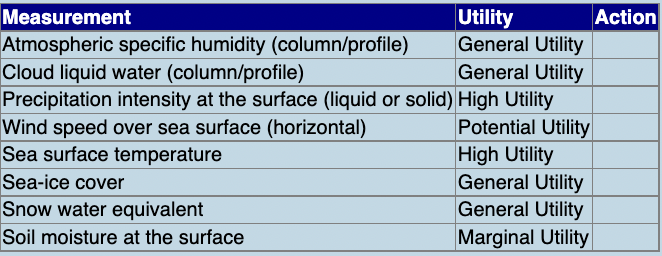 Measurement Utility Action
Atmospheric specific humidity (column/profile) General Utility
Cloud liquid water (column/profile) General Utility
Precipitation intensity at the surface (liquid or solid) High Utility
Wind speed over sea surface (horizontal) Potential Utility
Sea surface temperature High Utility
Sea-ice cover General Utility
Snow water equivalent General Utility
Soil moisture at the surface Marginal Utility